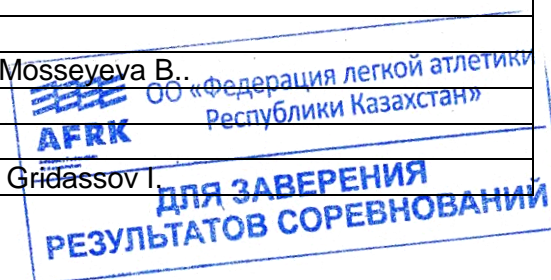 Mosseyeva B..
ОО «Федерация легкой атлетики
Республики Казахстан»
AFRK
Gridassov I.
ДЛЯ ЗАВЕРЕНИЯ
РЕЗУЛЬТАТОВ СОРЕВНОВАНИЙ